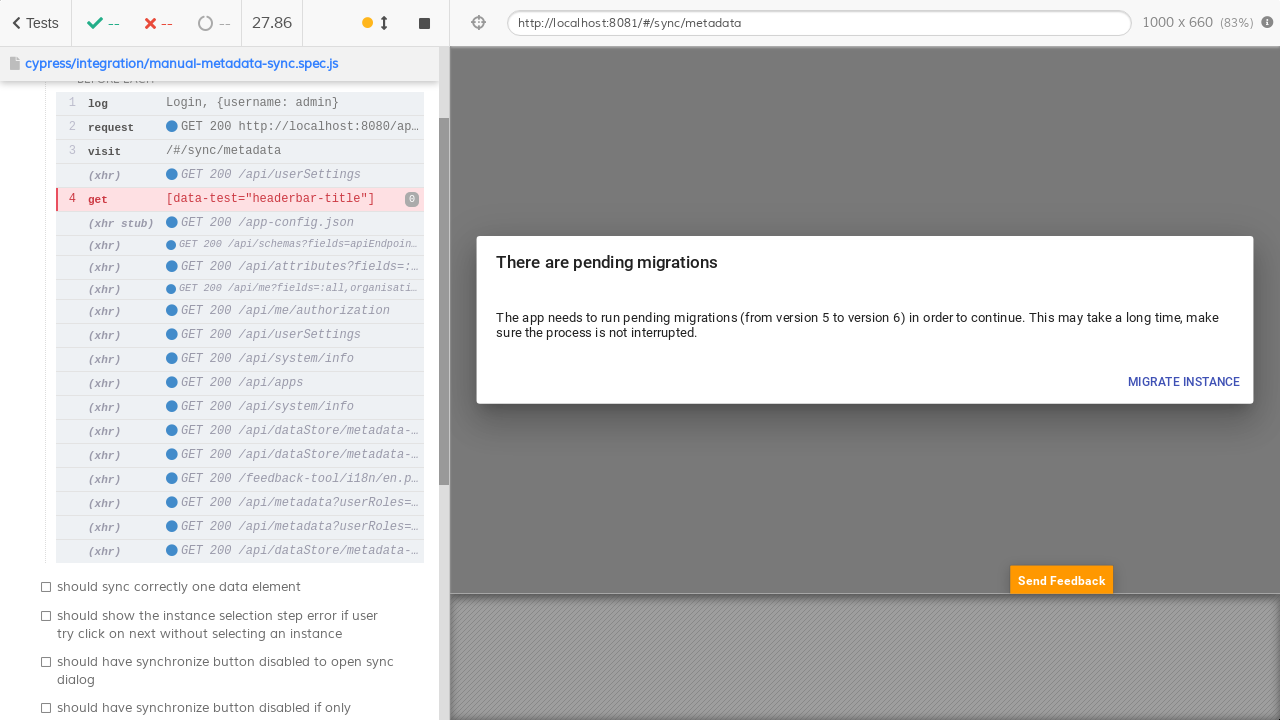 Tests
--
--
--
27.86
http://localhost:8081/#/sync/metadata
1000 x 660 (83%)
cypress/integration/manual-metadata-sync.spec.js
BEFORE EACH
1 log Login, {username: admin}
2 request GET 200 http://localhost:8080/ap…
3 visit /#/sync/metadata
(xhr) GET 200 /api/userSettings
4 get [data-test="headerbar-title"] 0
(xhr stub) GET 200 /app-config.json
(xhr) GET 200 /api/schemas?fields=apiEndpoin…
(xhr) GET 200 /api/attributes?fields=:…
(xhr) GET 200 /api/me?fields=:all,organisati…
(xhr) GET 200 /api/me/authorization
(xhr) GET 200 /api/userSettings
(xhr) GET 200 /api/system/info
(xhr) GET 200 /api/apps
(xhr) GET 200 /api/system/info
(xhr) GET 200 /api/dataStore/metadata-…
(xhr) GET 200 /api/dataStore/metadata-…
(xhr) GET 200 /feedback-tool/i18n/en.p…
(xhr) GET 200 /api/metadata?userRoles=…
(xhr) GET 200 /api/metadata?userRoles=…
(xhr) GET 200 /api/dataStore/metadata-…
should sync correctly one data element
should show the instance selection step error if user
try click on next without selecting an instance
should have synchronize button disabled to open sync
dialog
should have synchronize button disabled if only
There are pending migrations
The app needs to run pending migrations (from version 5 to version 6) in order to continue. This may take a long time, make
sure the process is not interrupted.
MIGRATE INSTANCE
Send Feedback